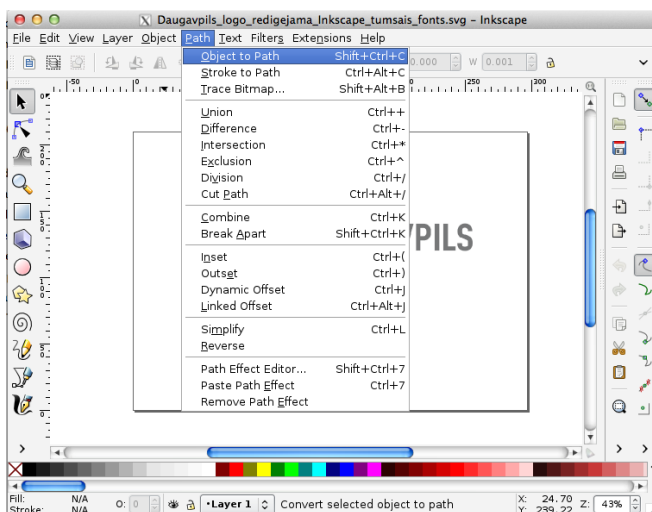 Daugavpils_logo_redigejama_Inkscape_tumsais_fonts.svg – Inkscape
File Edit View Layer Object Path Text Filters Extensions Help
Object to Path Shift+Ctrl+C
0.000 W 0.001
Stroke to Path Ctrl+Alt+C
Trace Bitmap... Shift+Alt+B
Union Ctrl++
Difference Ctrl+-
Intersection Ctrl+*
Exclusion Ctrl+^
Division Ctrl+/
Cut Path Ctrl+Alt+/
Combine Ctrl+K
Break Apart Shift+Ctrl+K
VPILS
Inset Ctrl+(
Outset Ctrl+)
Dynamic Offset Ctrl+J
Linked Offset Ctrl+Alt+J
Simplify Ctrl+L
Reverse
Path Effect Editor... Shift+Ctrl+7
Paste Path Effect Ctrl+7
Remove Path Effect
Fill: N/A
Stroke: N/A
O: 0
•Layer 1
Convert selected object to path
X: 24.70
Y: 239.22
Z: 43%